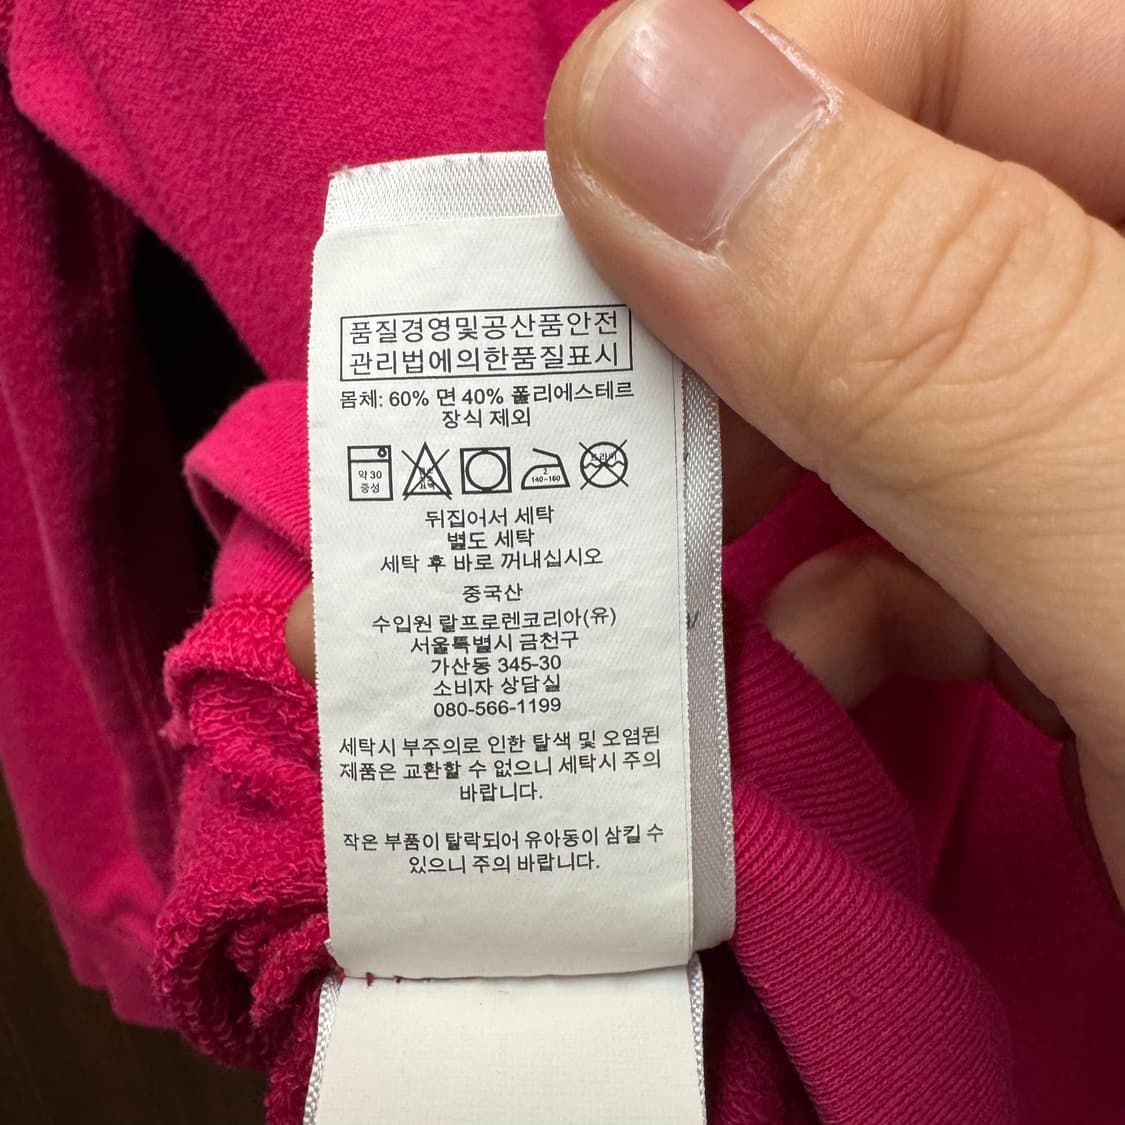 품질경영및공산품안전
관리법에의한품질표시
몸체: 60% 면 40% 폴리에스테르
장식 제외
약 30
중성
2
140~160
드라이
뒤집어서 세탁
별도 세탁
세탁 후 바로 꺼내십시오
중국산
수입원 랄프로렌코리아(유)
서울특별시 금천구
가산동 345-30
소비자 상담실
080-566-1199
세탁시 부주의로 인한 탈색 및 오염된
제품은 교환할 수 없으니 세탁시 주의
바랍니다.
작은 부품이 탈락되어 유아동이 삼킬 수
있으니 주의 바랍니다.